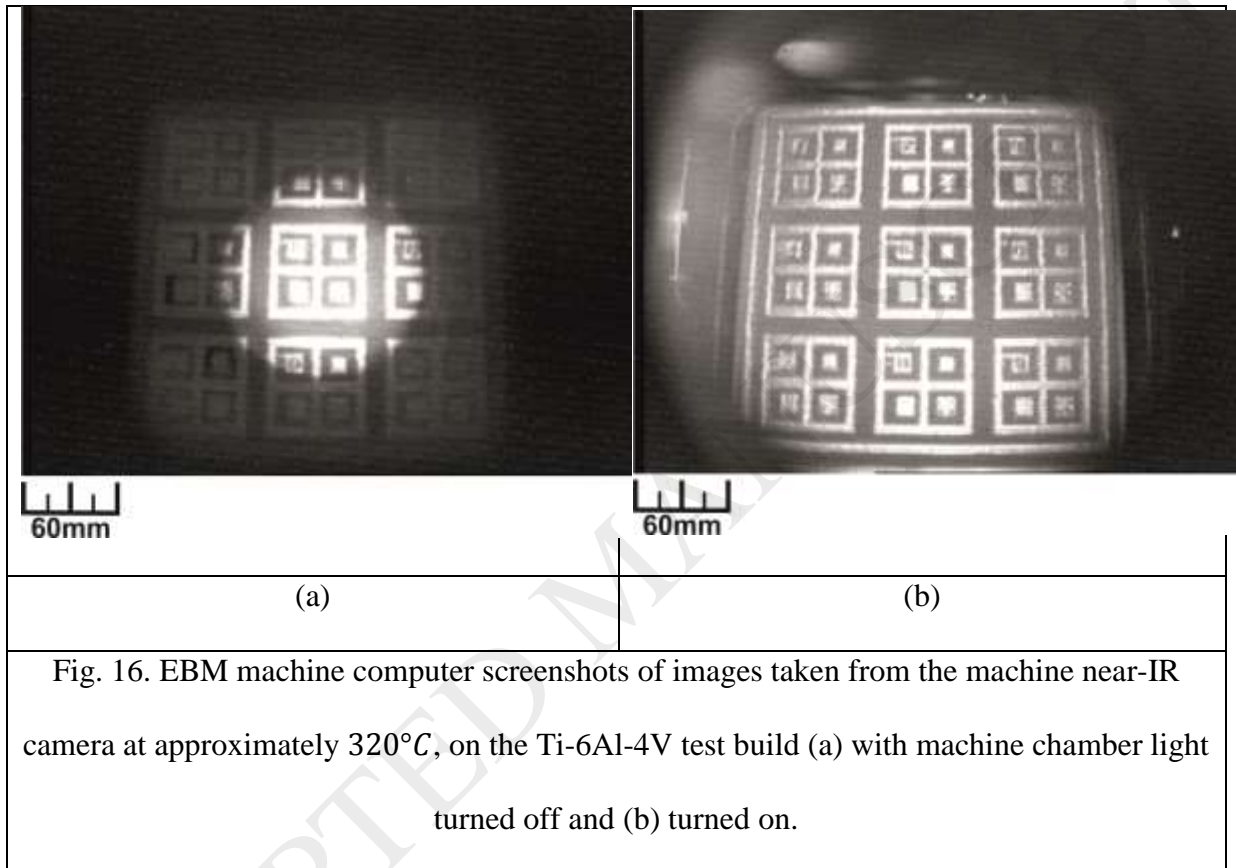 60mm
60mm
(a)
(b)
Fig. 16. EBM machine computer screenshots of images taken from the machine near-IR
camera at approximately 320°C, on the Ti-6Al-4V test build (a) with machine chamber light
turned off and (b) turned on.